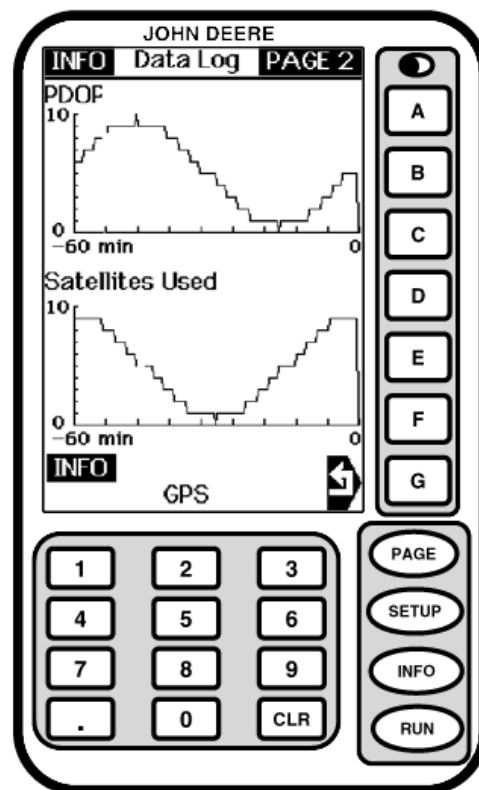 JOHN DEERE
INFO Data Log PAGE 2
PDOP
10
0
-60 min 0
Satellites Used
10
0
-60 min 0
INFO
GPS
A
B
C
D
E
F
G
1 2 3
4 5 6
7 8 9
. 0 CLR
PAGE
SETUP
INFO
RUN